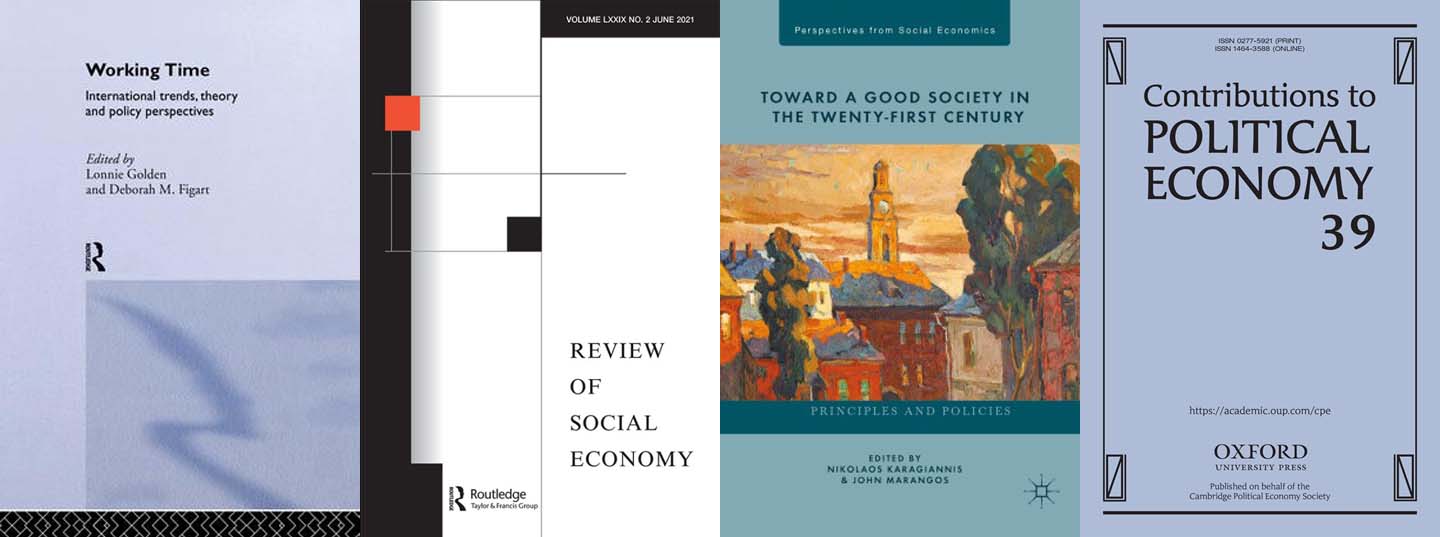 Working Time
International trends, theory
and policy perspectives
Edited by
Lonnie Golden
and Deborah M. Figart
ROUTLEDGE
VOLUME LXXIX NO. 2 JUNE 2021
REVIEW
OF
SOCIAL
ECONOMY
ROUTLEDGE
Routledge
Taylor & Francis Group
Perspectives from Social Economics
TOWARD A GOOD SOCIETY IN
THE TWENTY-FIRST CENTURY
PRINCIPLES AND POLICIES
EDITED BY
NIKOLAOS KARAGIANNIS
& JOHN MARANGOS
ISSN 0277-5921 (PRINT)
ISSN 1464-3588 (ONLINE)
Contributions to
POLITICAL
ECONOMY
39
https://academic.oup.com/cpe
OXFORD
UNIVERSITY PRESS
Published on behalf of the
Cambridge Political Economy Society